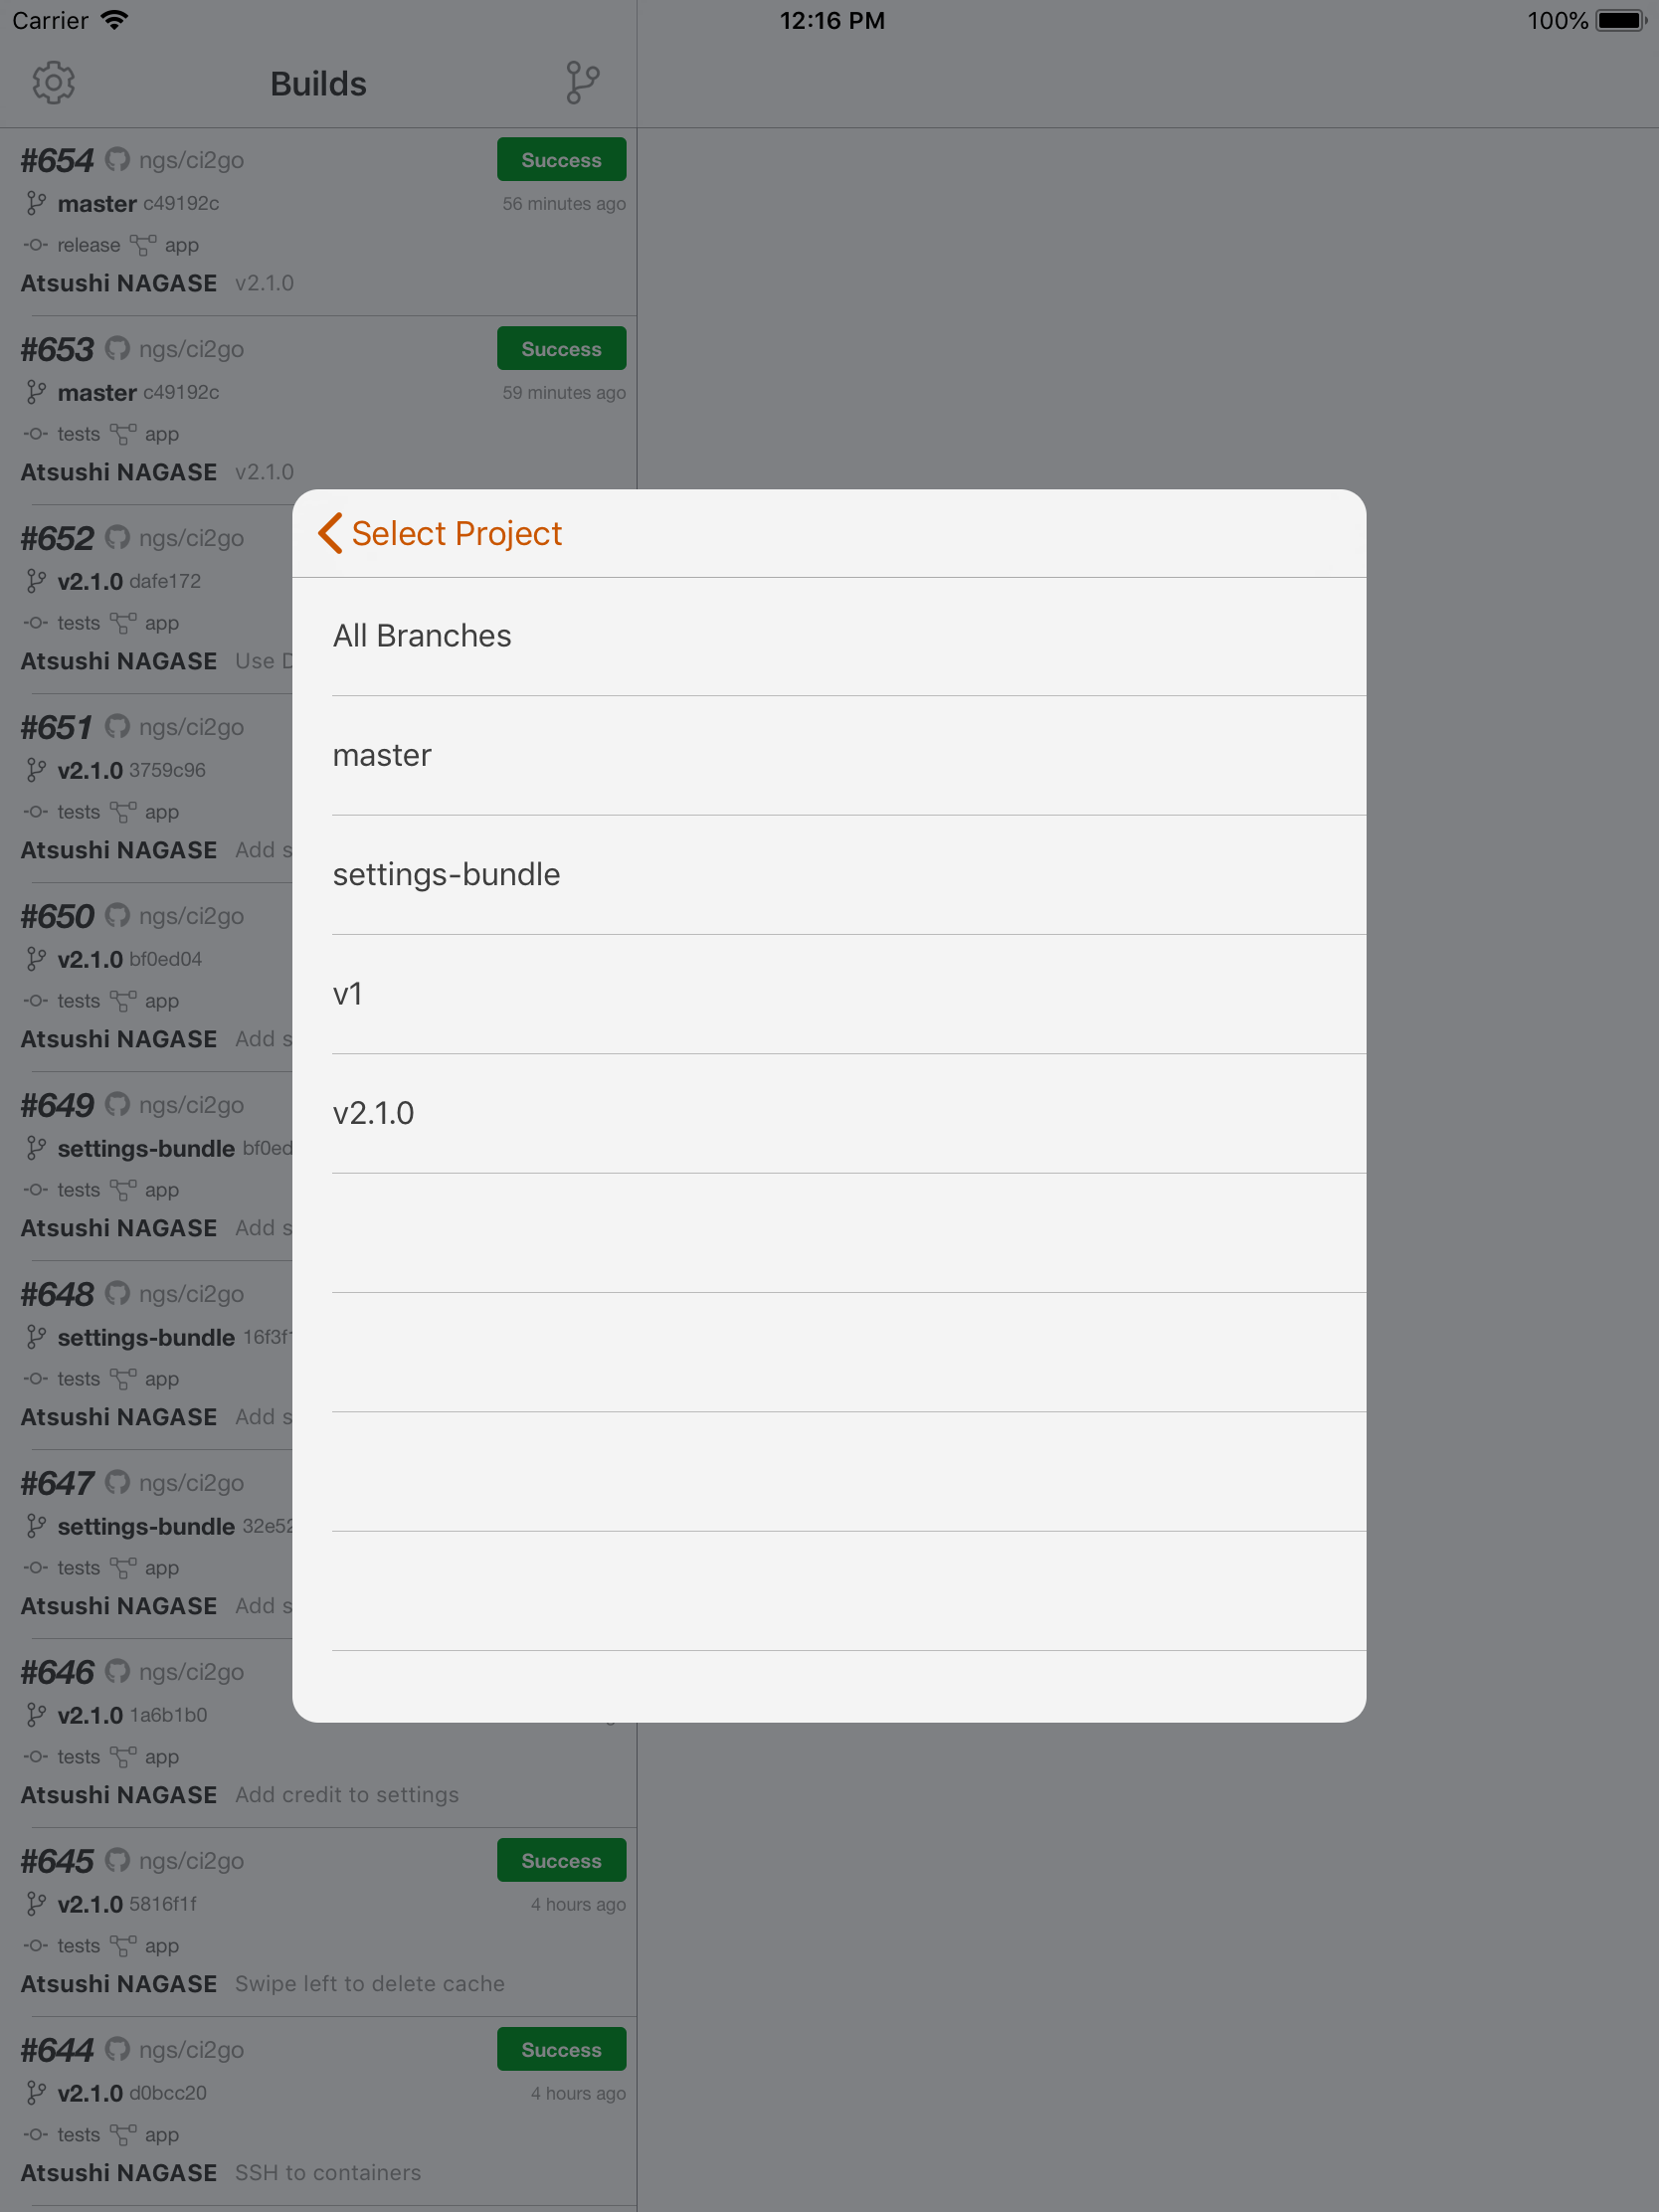 Carrier 12:16 PM 100%
Builds
#654 ngs/ci2go Success
master c49192c 56 minutes ago
release app
Atsushi NAGASE v2.1.0
#653 ngs/ci2go Success
master c49192c 59 minutes ago
tests app
Atsushi NAGASE v2.1.0
#652 ngs/ci2go
v2.1.0 dafe172
tests app
Atsushi NAGASE Use
#651 ngs/ci2go
v2.1.0 3759c96
tests app
Atsushi NAGASE Add
#650 ngs/ci2go
v2.1.0 bf0ed04
tests app
Atsushi NAGASE Add
#649 ngs/ci2go
settings-bundle bf0ed
tests app
Atsushi NAGASE Add
#648 ngs/ci2go
settings-bundle 16f3f
tests app
Atsushi NAGASE Add
#647 ngs/ci2go
settings-bundle 32e52
tests app
Atsushi NAGASE Add
#646 ngs/ci2go
v2.1.0 1a6b1b0
tests app
Atsushi NAGASE Add credit to settings
#645 ngs/ci2go Success
v2.1.0 5816f1f 4 hours ago
tests app
Atsushi NAGASE Swipe left to delete cache
#644 ngs/ci2go Success
v2.1.0 d0bcc20 4 hours ago
tests app
Atsushi NAGASE SSH to containers
Select Project
All Branches
master
settings-bundle
v1
v2.1.0